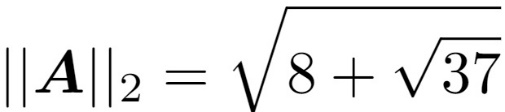 ||A||₂ = √(8 + √37)